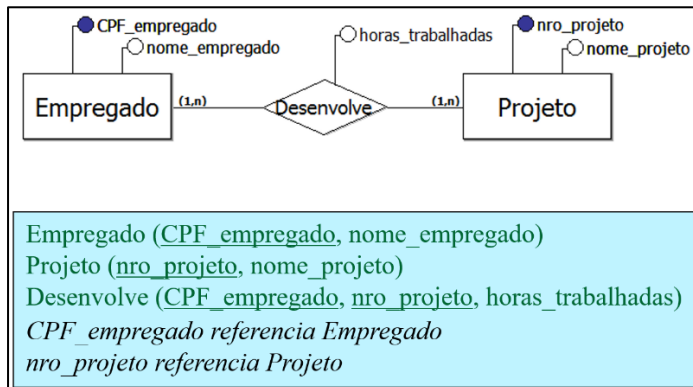 CPF_empregado
nome_empregado
horas_trabalhadas
nro_projeto
nome_projeto
Empregado
(1,n)
Desenvolve
(1,n)
Projeto
Empregado (CPF_empregado, nome_empregado)
Projeto (nro_projeto, nome_projeto)
Desenvolve (CPF_empregado, nro_projeto, horas_trabalhadas)
CPF_empregado referencia Empregado
nro_projeto referencia Projeto